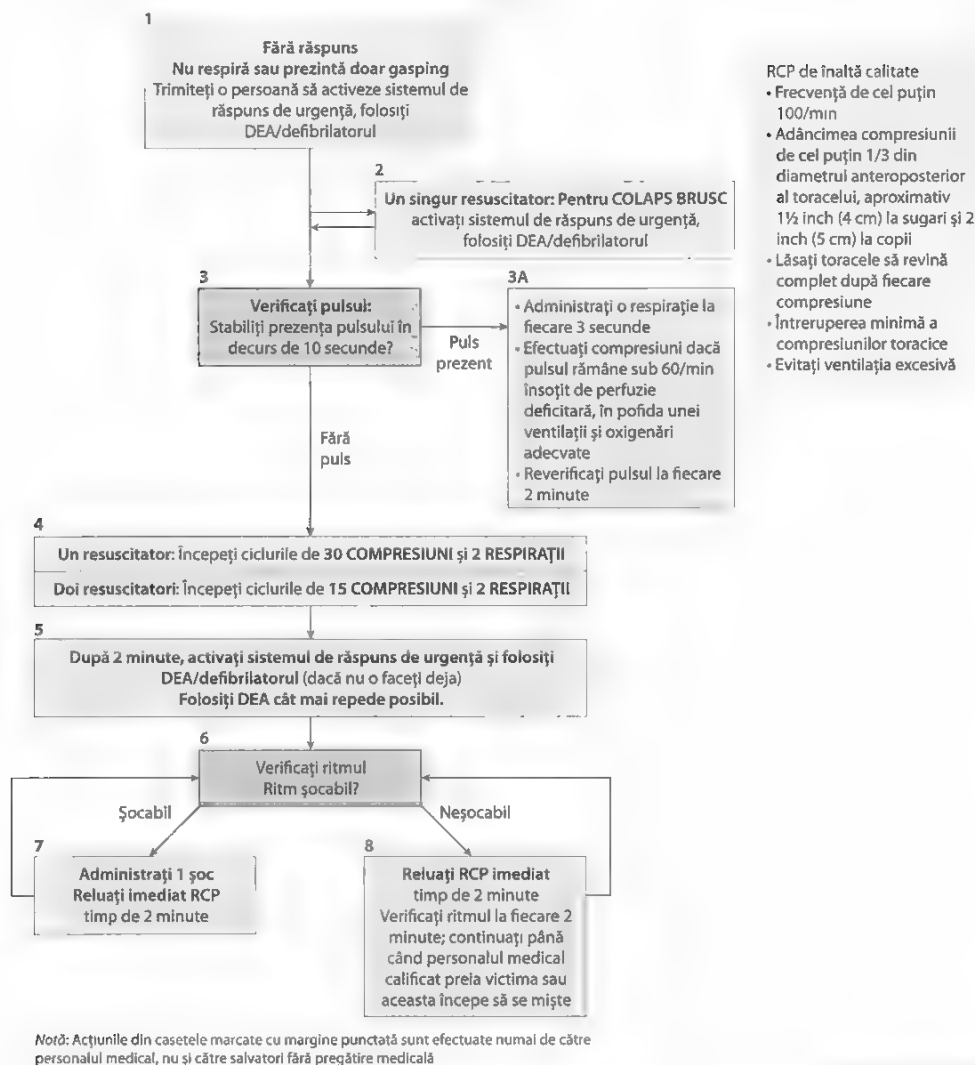 1
Fără răspuns
Nu respiră sau prezintă doar gasping
Trimiteți o persoană să activeze sistemul de
răspuns de urgență, folosiți
DEA/defibrilatorul
2
Un singur resuscitator: Pentru COLAPS BRUSC
activați sistemul de răspuns de urgență,
folosiți DEA/defibrilatorul
3
Verificați pulsul:
Stabiliți prezența pulsului în
decurs de 10 secunde?
Puls
prezent
3A
• Administrați o respirație la
fiecare 3 secunde
• Efectuați compresiuni dacă
pulsul rămâne sub 60/min
însoțit de perfuzie
deficitară, în pofida unei
ventilații și oxigenări
adecvate
• Reverificați pulsul la fiecare
2 minute
RCP de înaltă calitate
• Frecvență de cel puțin
100/min
• Adâncimea compresiunii
de cel puțin 1/3 din
diametrul anteroposterior
al toracelui, aproximativ
1½ inch (4 cm) la sugari și 2
inch (5 cm) la copii
• Lăsați toracele să revină
complet după fiecare
compresiune
• Întreruperea minimă a
compresiunilor toracice
• Evitați ventilația excesivă
Fără
puls
4
Un resuscitator: Începeți ciclurile de 30 COMPRESIUNI și 2 RESPIRAȚII
Doi resuscitatori: Începeți ciclurile de 15 COMPRESIUNI și 2 RESPIRAȚII
5
După 2 minute, activați sistemul de răspuns de urgență și folosiți
DEA/defibrilatorul (dacă nu o faceți deja)
Folosiți DEA cât mai repede posibil.
6
Verificați ritmul
Ritm șocabil?
Șocabil
Neșocabil
7
Administrați 1 șoc
Reluați imediat RCP
timp de 2 minute
8
Reluați RCP imediat
timp de 2 minute
Verificați ritmul la fiecare 2
minute; continuați până
când personalul medical
calificat preia victima sau
aceasta începe să se miște
Notă: Acțiunile din casetele marcate cu margine punctată sunt efectuate numai de către
personalul medical, nu și către salvatori fără pregătire medicală